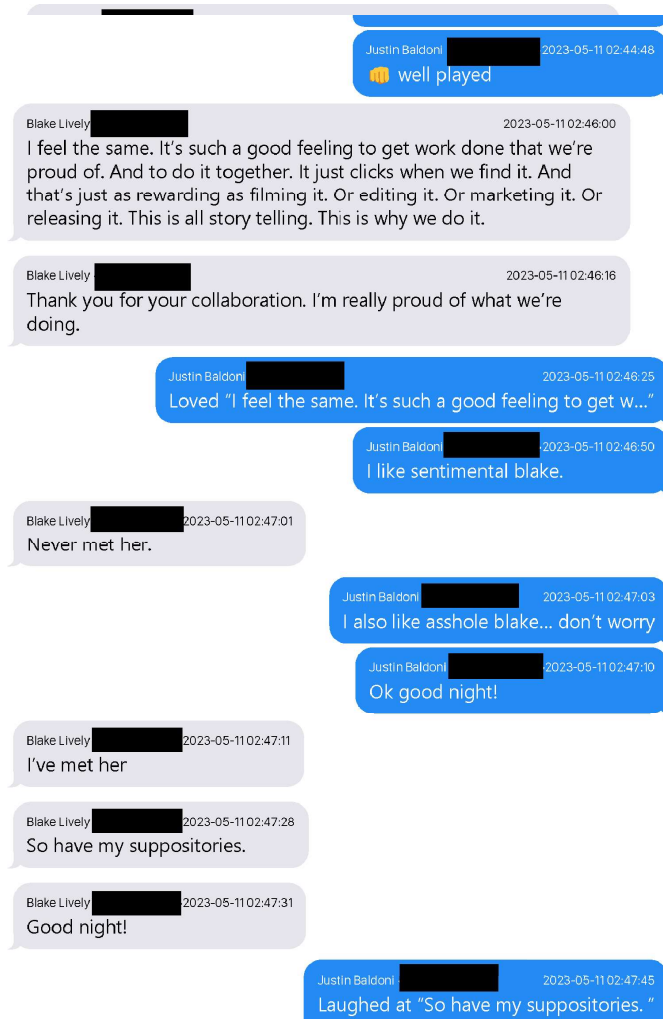 Justin Baldoni 2023-05-11 02:44:48
👊 well played
Blake Lively 2023-05-11 02:46:00
I feel the same. It's such a good feeling to get work done that we're
proud of. And to do it together. It just clicks when we find it. And
that's just as rewarding as filming it. Or editing it. Or marketing it. Or
releasing it. This is all story telling. This is why we do it.
Blake Lively 2023-05-11 02:46:16
Thank you for your collaboration. I'm really proud of what we're
doing.
Justin Baldoni 2023-05-11 02:46:25
Loved "I feel the same. It's such a good feeling to get w..."
Justin Baldoni 2023-05-11 02:46:50
I like sentimental blake.
Blake Lively 2023-05-11 02:47:01
Never met her.
Justin Baldoni 2023-05-11 02:47:03
I also like asshole blake... don't worry
Justin Baldoni 2023-05-11 02:47:10
Ok good night!
Blake Lively 2023-05-11 02:47:11
I've met her
Blake Lively 2023-05-11 02:47:28
So have my suppositories.
Blake Lively 2023-05-11 02:47:31
Good night!
Justin Baldoni 2023-05-11 02:47:45
Laughed at "So have my suppositories. "